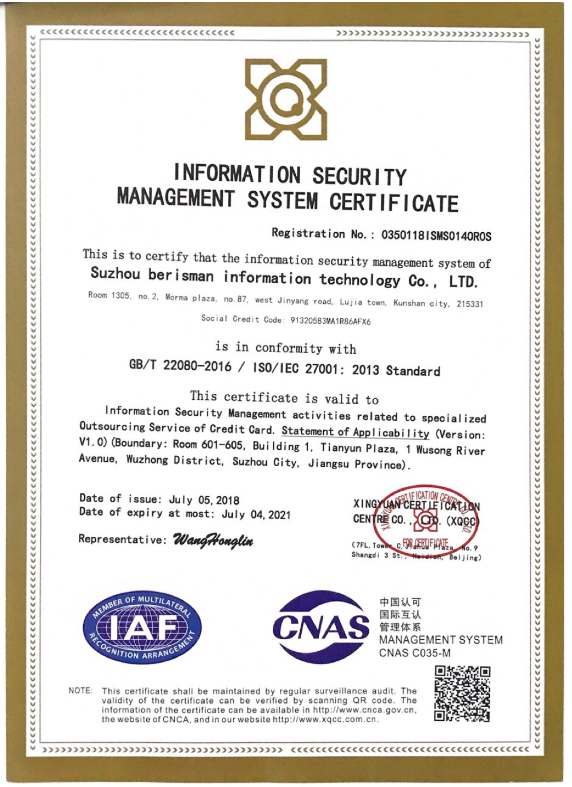 INFORMATION SECURITY
MANAGEMENT SYSTEM CERTIFICATE
Registration No.: 0350118ISMS0140R0S
This is to certify that the information security management system of
Suzhou berisman information technology Co., LTD.
Room 1305, no.2, Morma plaza, no.87, west Jinyang road, Lujia town, Kunshan city, 215331
Social Credit Code: 91320583MA1R86AFX6
is in conformity with
GB/T 22080-2016 / ISO/IEC 27001: 2013 Standard
This certificate is valid to
Information Security Management activities related to specialized
Outsourcing Service of Credit Card. Statement of Applicability (Version:
V1.0)(Boundary: Room 601-605, Building 1, Tianyun Plaza, 1 Wusong River
Avenue, Wuzhong District, Suzhou City, Jiangsu Province).
Date of issue: July 05,2018
Date of expiry at most: July 04,2021
Representative: WangHonglin
XINGYUAN CERTIFICATION
CENTRE CO., LTD. (XQCC)
FOR CERTIFICATE
(7FL, Tower C, Plaza, No.9
Shangdi 3 St., Haidian, Beijing)
MEMBER OF MULTILATERAL
IAF
RECOGNITION ARRANGEMENT
CNAS
中国认可
国际互认
管理体系
MANAGEMENT SYSTEM
CNAS C035-M
NOTE: This certificate shall be maintained by regular surveillance audit. The
validity of the certificate can be verified by scanning QR code. The
information of the certificate can be available in http://www.cnca.gov.cn,
the website of CNCA, and in our website http://www.xqcc.com.cn.